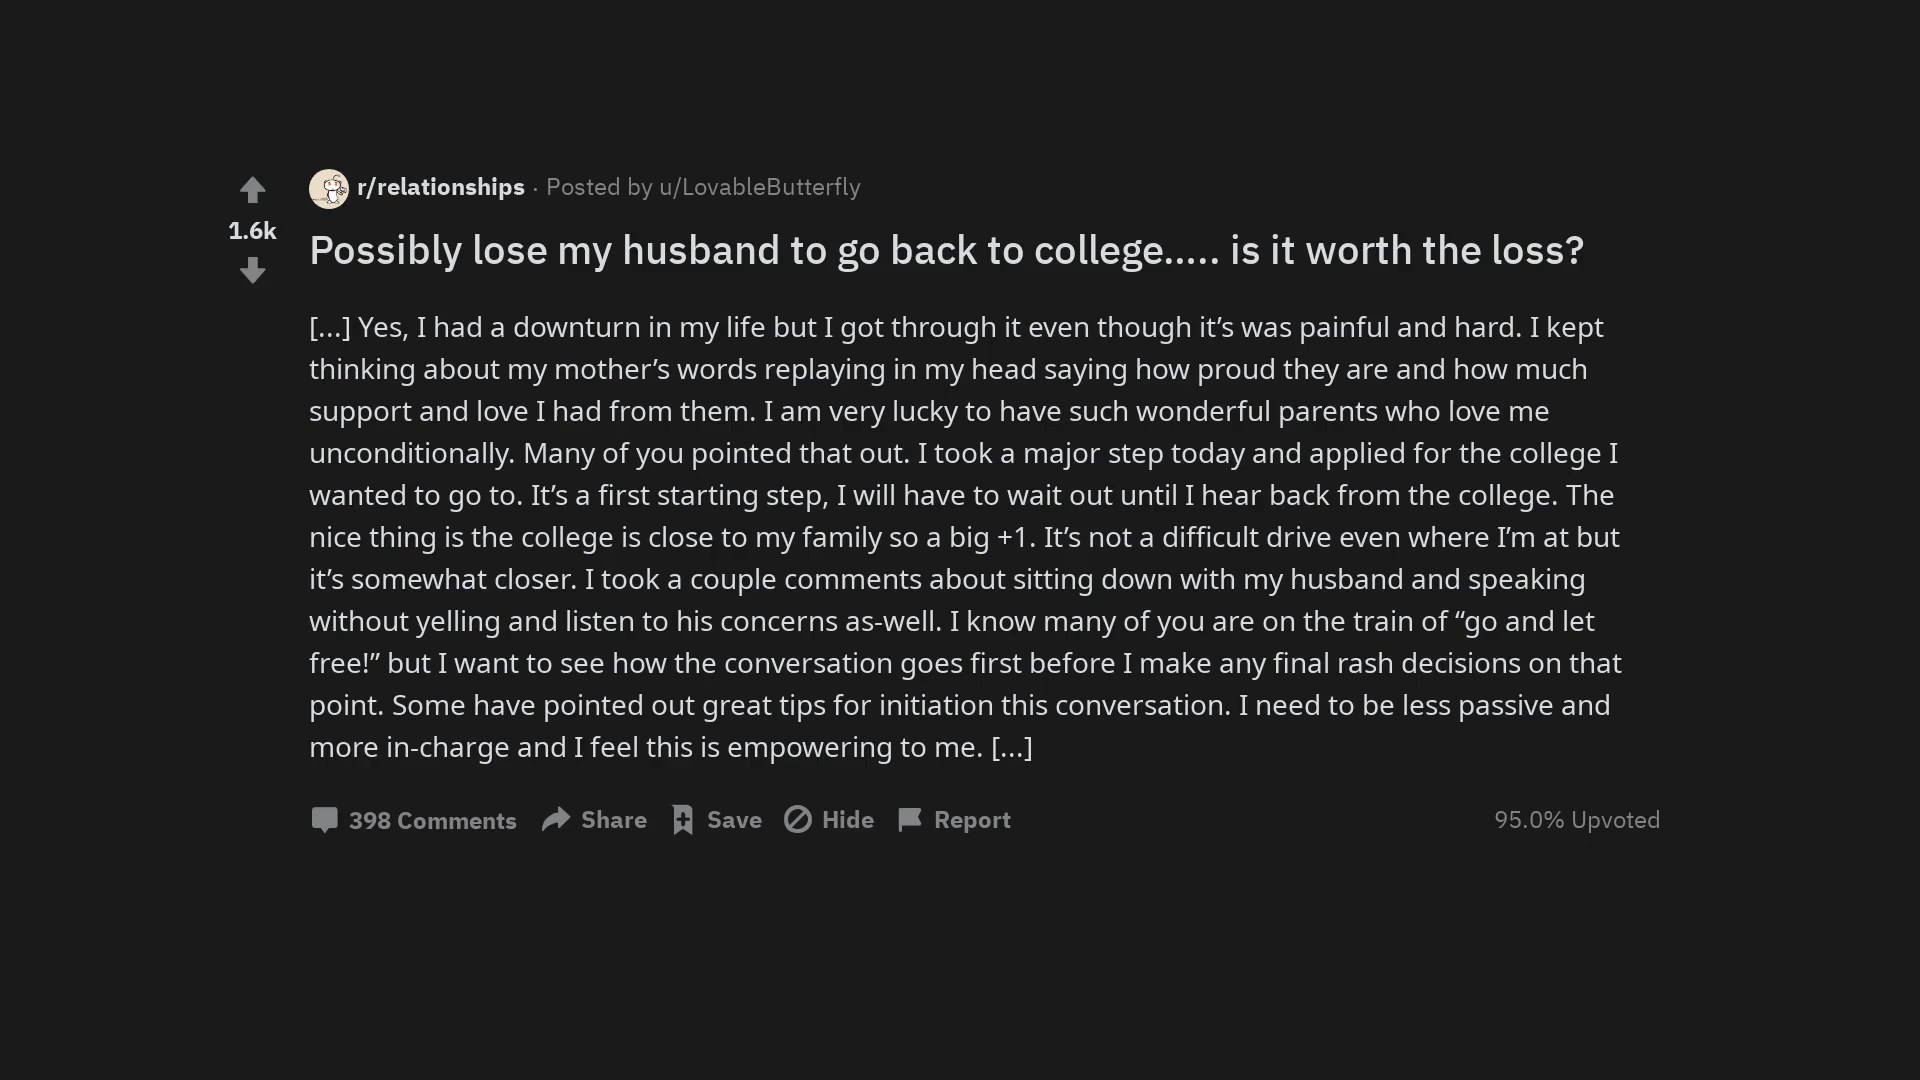 r/relationships · Posted by u/LovableButterfly
1.6k
Possibly lose my husband to go back to college..... is it worth the loss?
[...] Yes, I had a downturn in my life but I got through it even though it’s was painful and hard. I kept
thinking about my mother’s words replaying in my head saying how proud they are and how much
support and love I had from them. I am very lucky to have such wonderful parents who love me
unconditionally. Many of you pointed that out. I took a major step today and applied for the college I
wanted to go to. It’s a first starting step, I will have to wait out until I hear back from the college. The
nice thing is the college is close to my family so a big +1. It’s not a difficult drive even where I’m at but
it’s somewhat closer. I took a couple comments about sitting down with my husband and speaking
without yelling and listen to his concerns as-well. I know many of you are on the train of “go and let
free!” but I want to see how the conversation goes first before I make any final rash decisions on that
point. Some have pointed out great tips for initiation this conversation. I need to be less passive and
more in-charge and I feel this is empowering to me. [...]
398 Comments Share Save Hide Report 95.0% Upvoted